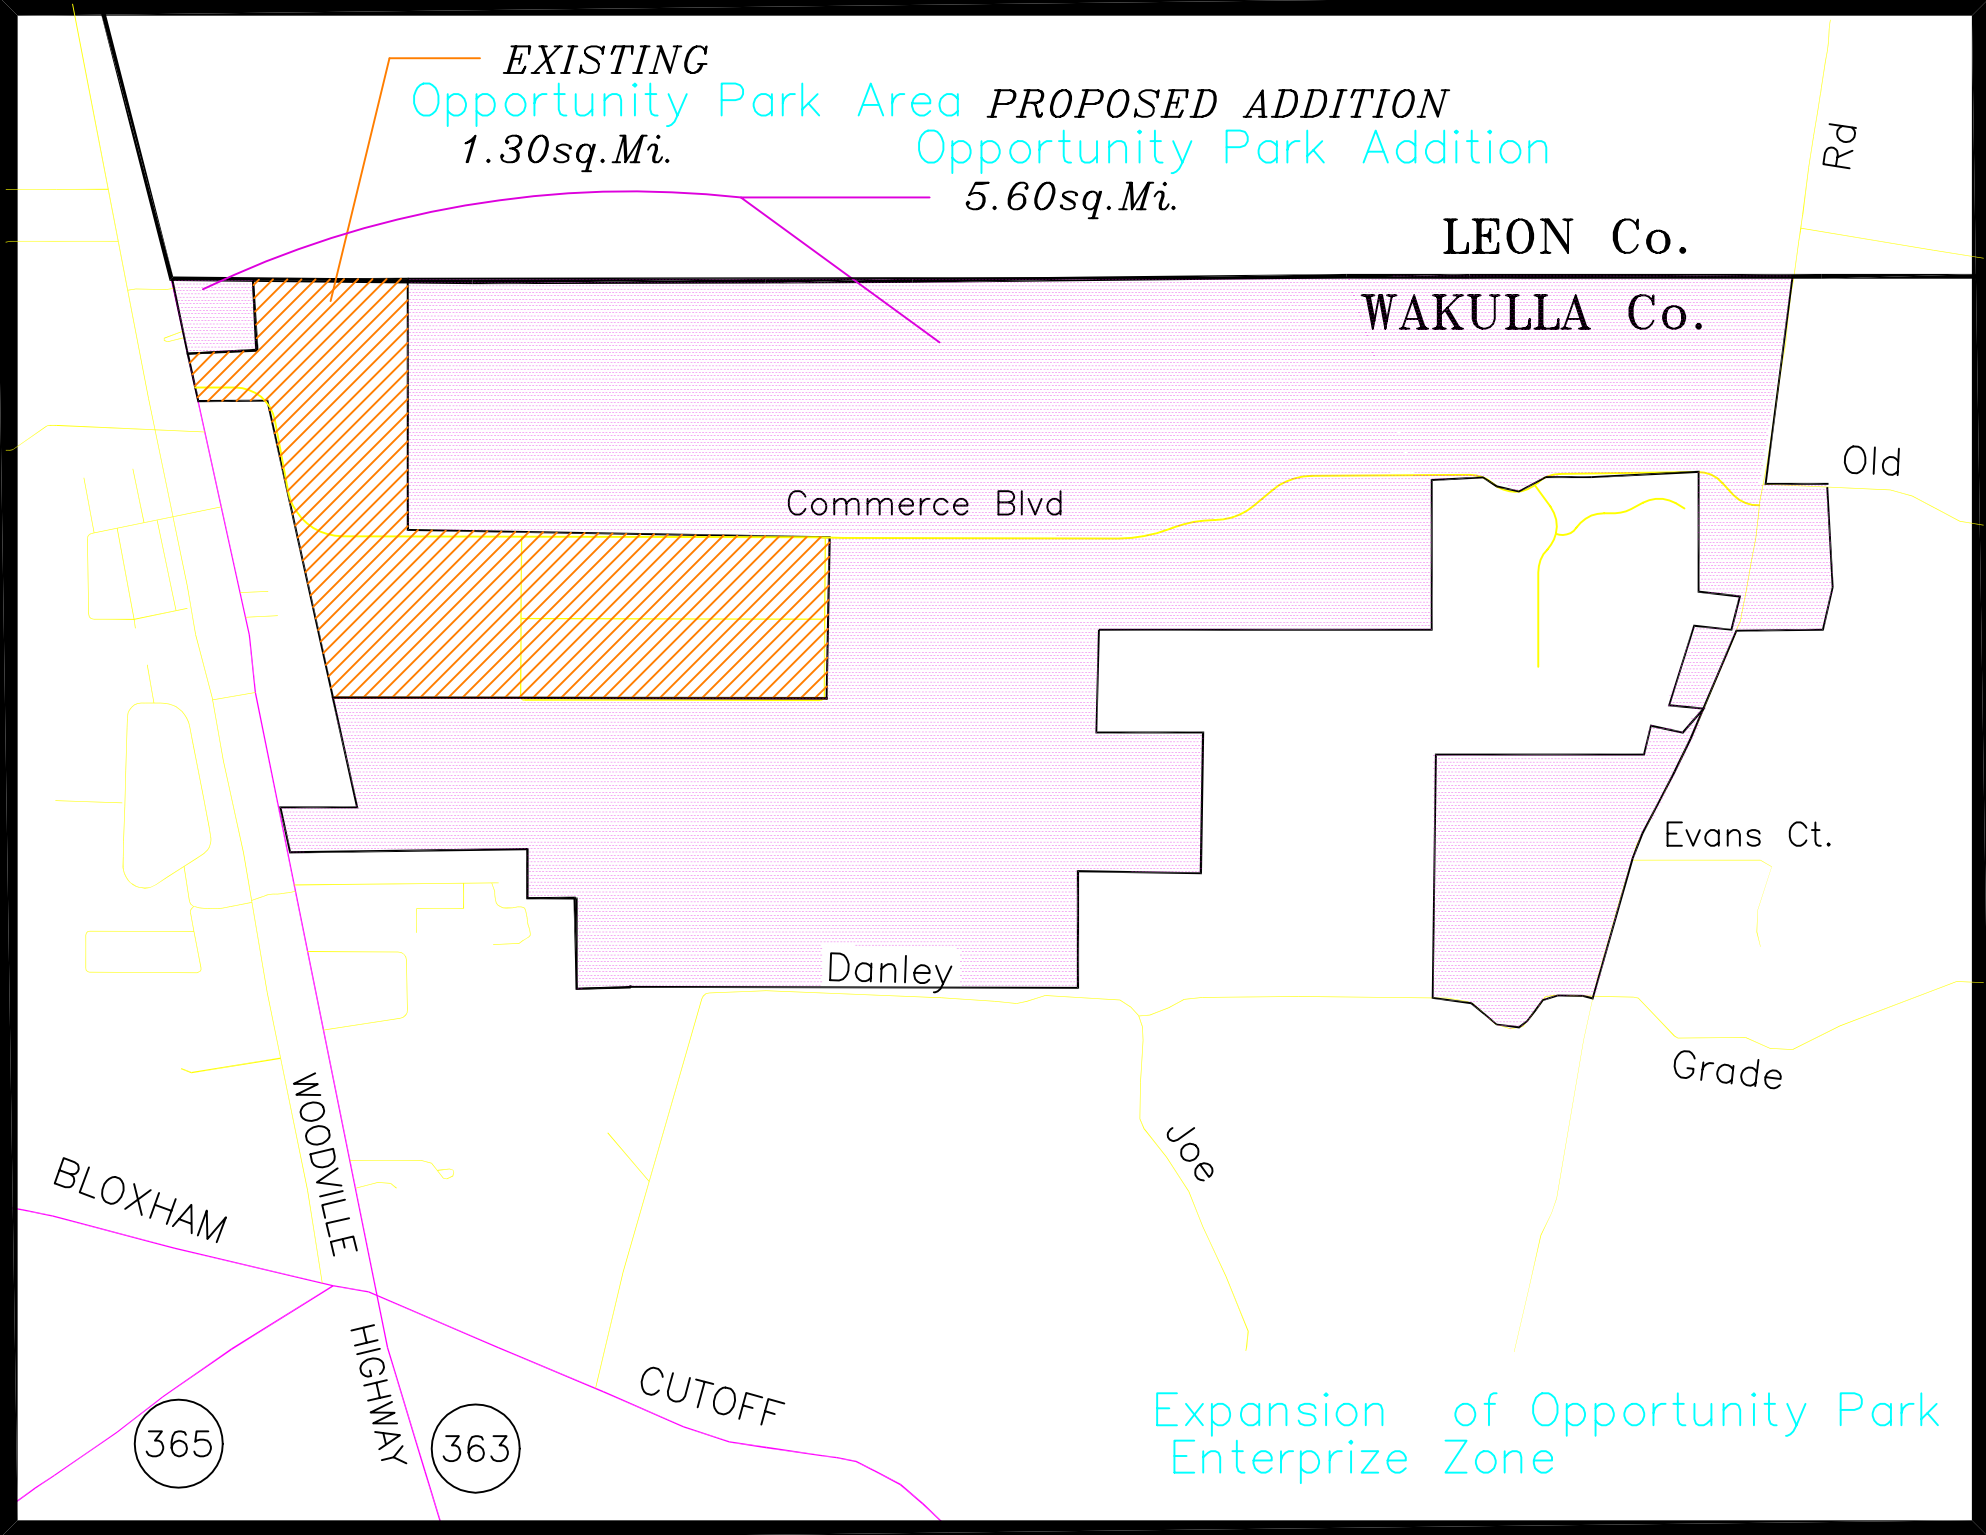 EXISTING
Opportunity Park Area
1.30sq.Mi.
PROPOSED ADDITION
Opportunity Park Addition
5.60sq.Mi.
Rd
LEON Co.
WAKULLA Co.
Old
Commerce Blvd
Evans Ct.
Danley
Grade
Joe
WOODVILLE
HIGHWAY
BLOXHAM
CUTOFF
365
363
Expansion of Opportunity Park
Enterprize Zone